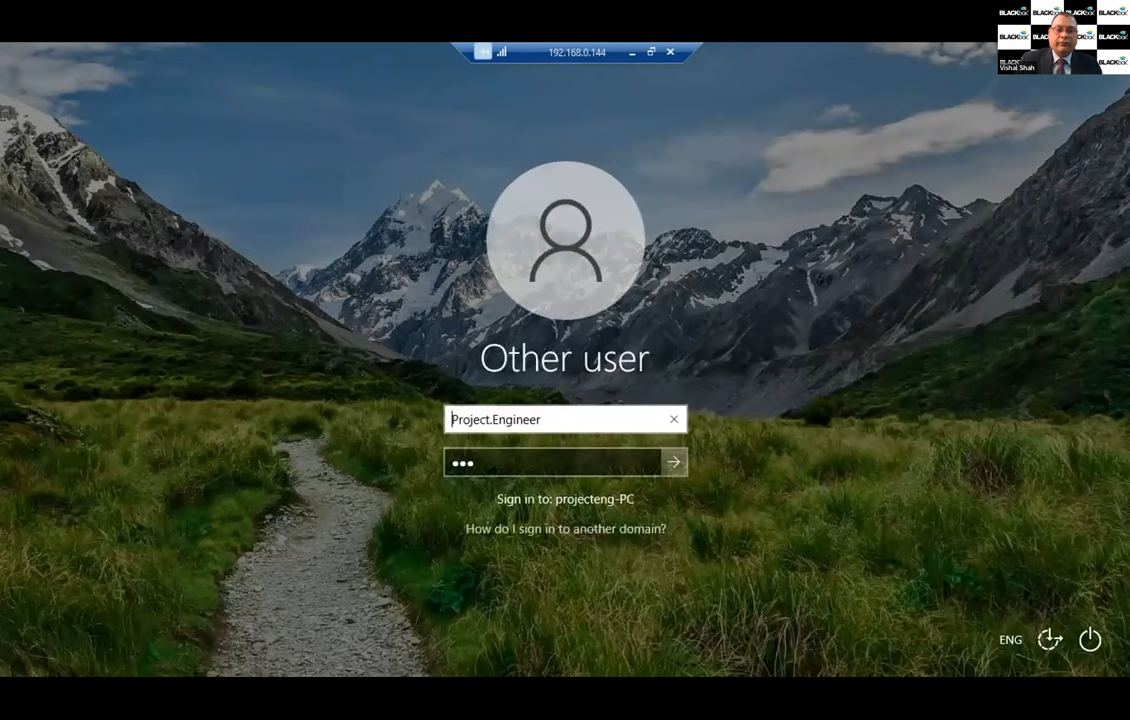 192.168.0.144
BLACKBOX
Vishal Shah
Other user
Project.Engineer
Sign in to: projecteng-PC
How do I sign in to another domain?
ENG